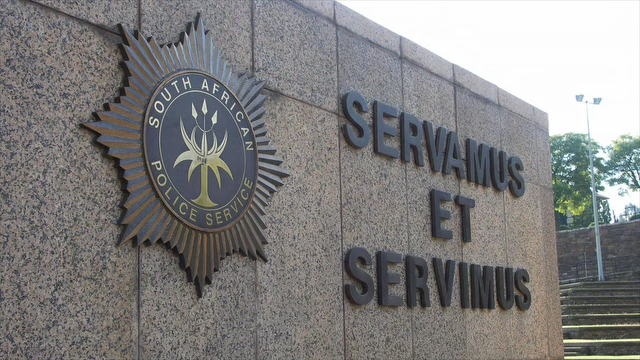 SOUTH AFRICAN
POLICE SERVICE
SERVAMUS
ET
SERVIMUS